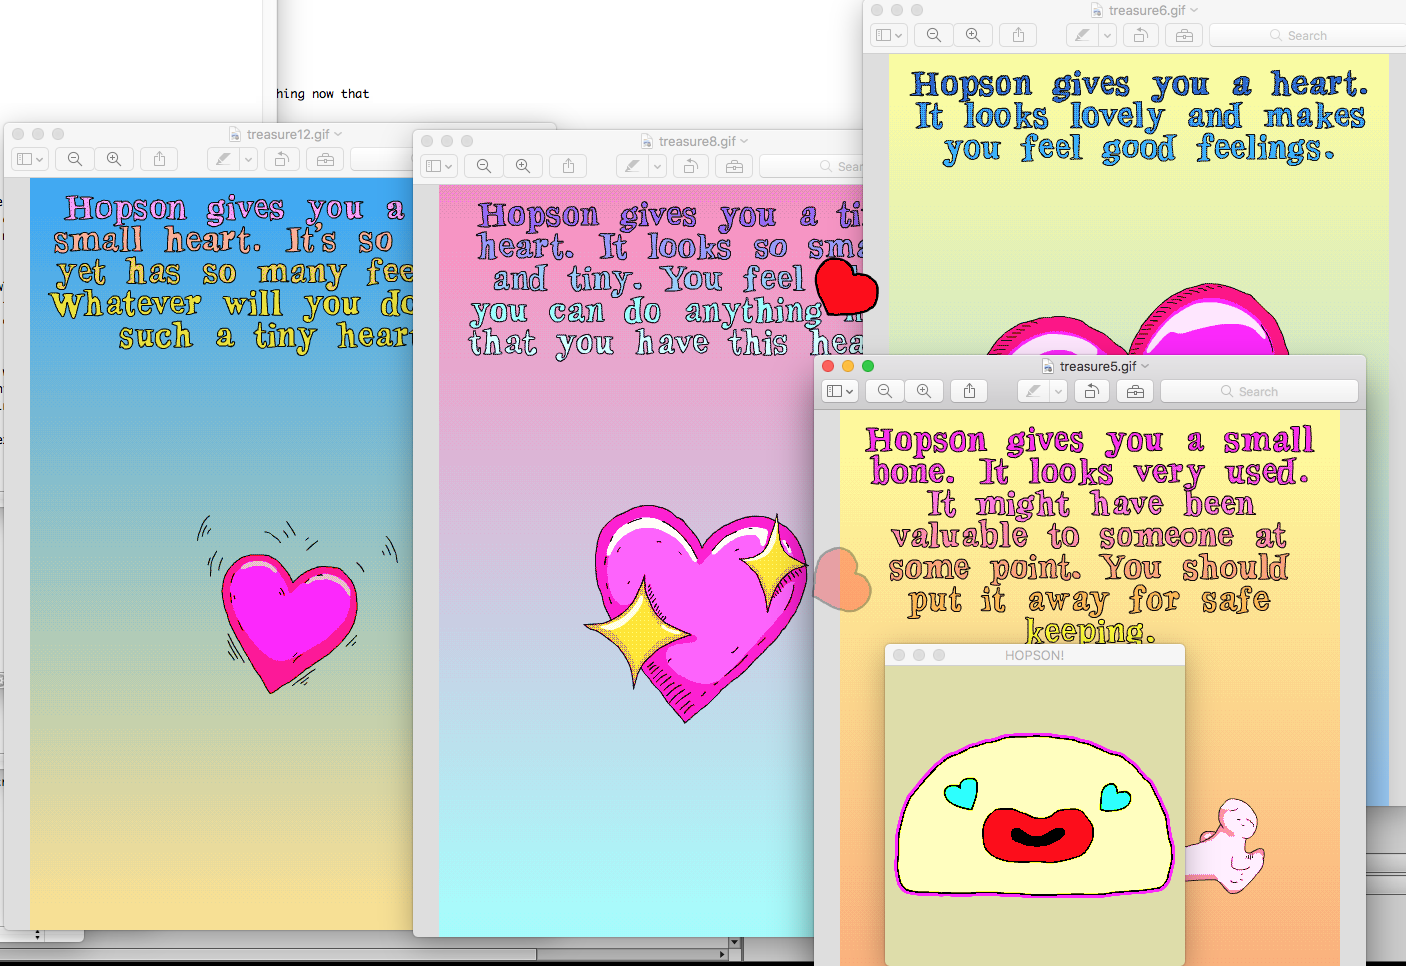 hing now that
treasure12.gif
Hopson gives you a
small heart. It's so
yet has so many fee
Whatever will you do
such a tiny heart
treasure8.gif
Sear
Hopson gives you a ti
heart. It looks so sma
and tiny. You feel
you can do anything
that you have this hea
treasure6.gif
Search
Hopson gives you a heart.
It looks lovely and makes
you feel good feelings.
treasure5.gif
Search
Hopson gives you a small
bone. It looks very used.
It might have been
valuable to someone at
some point. You should
put it away for safe
keeping.
HOPSON!